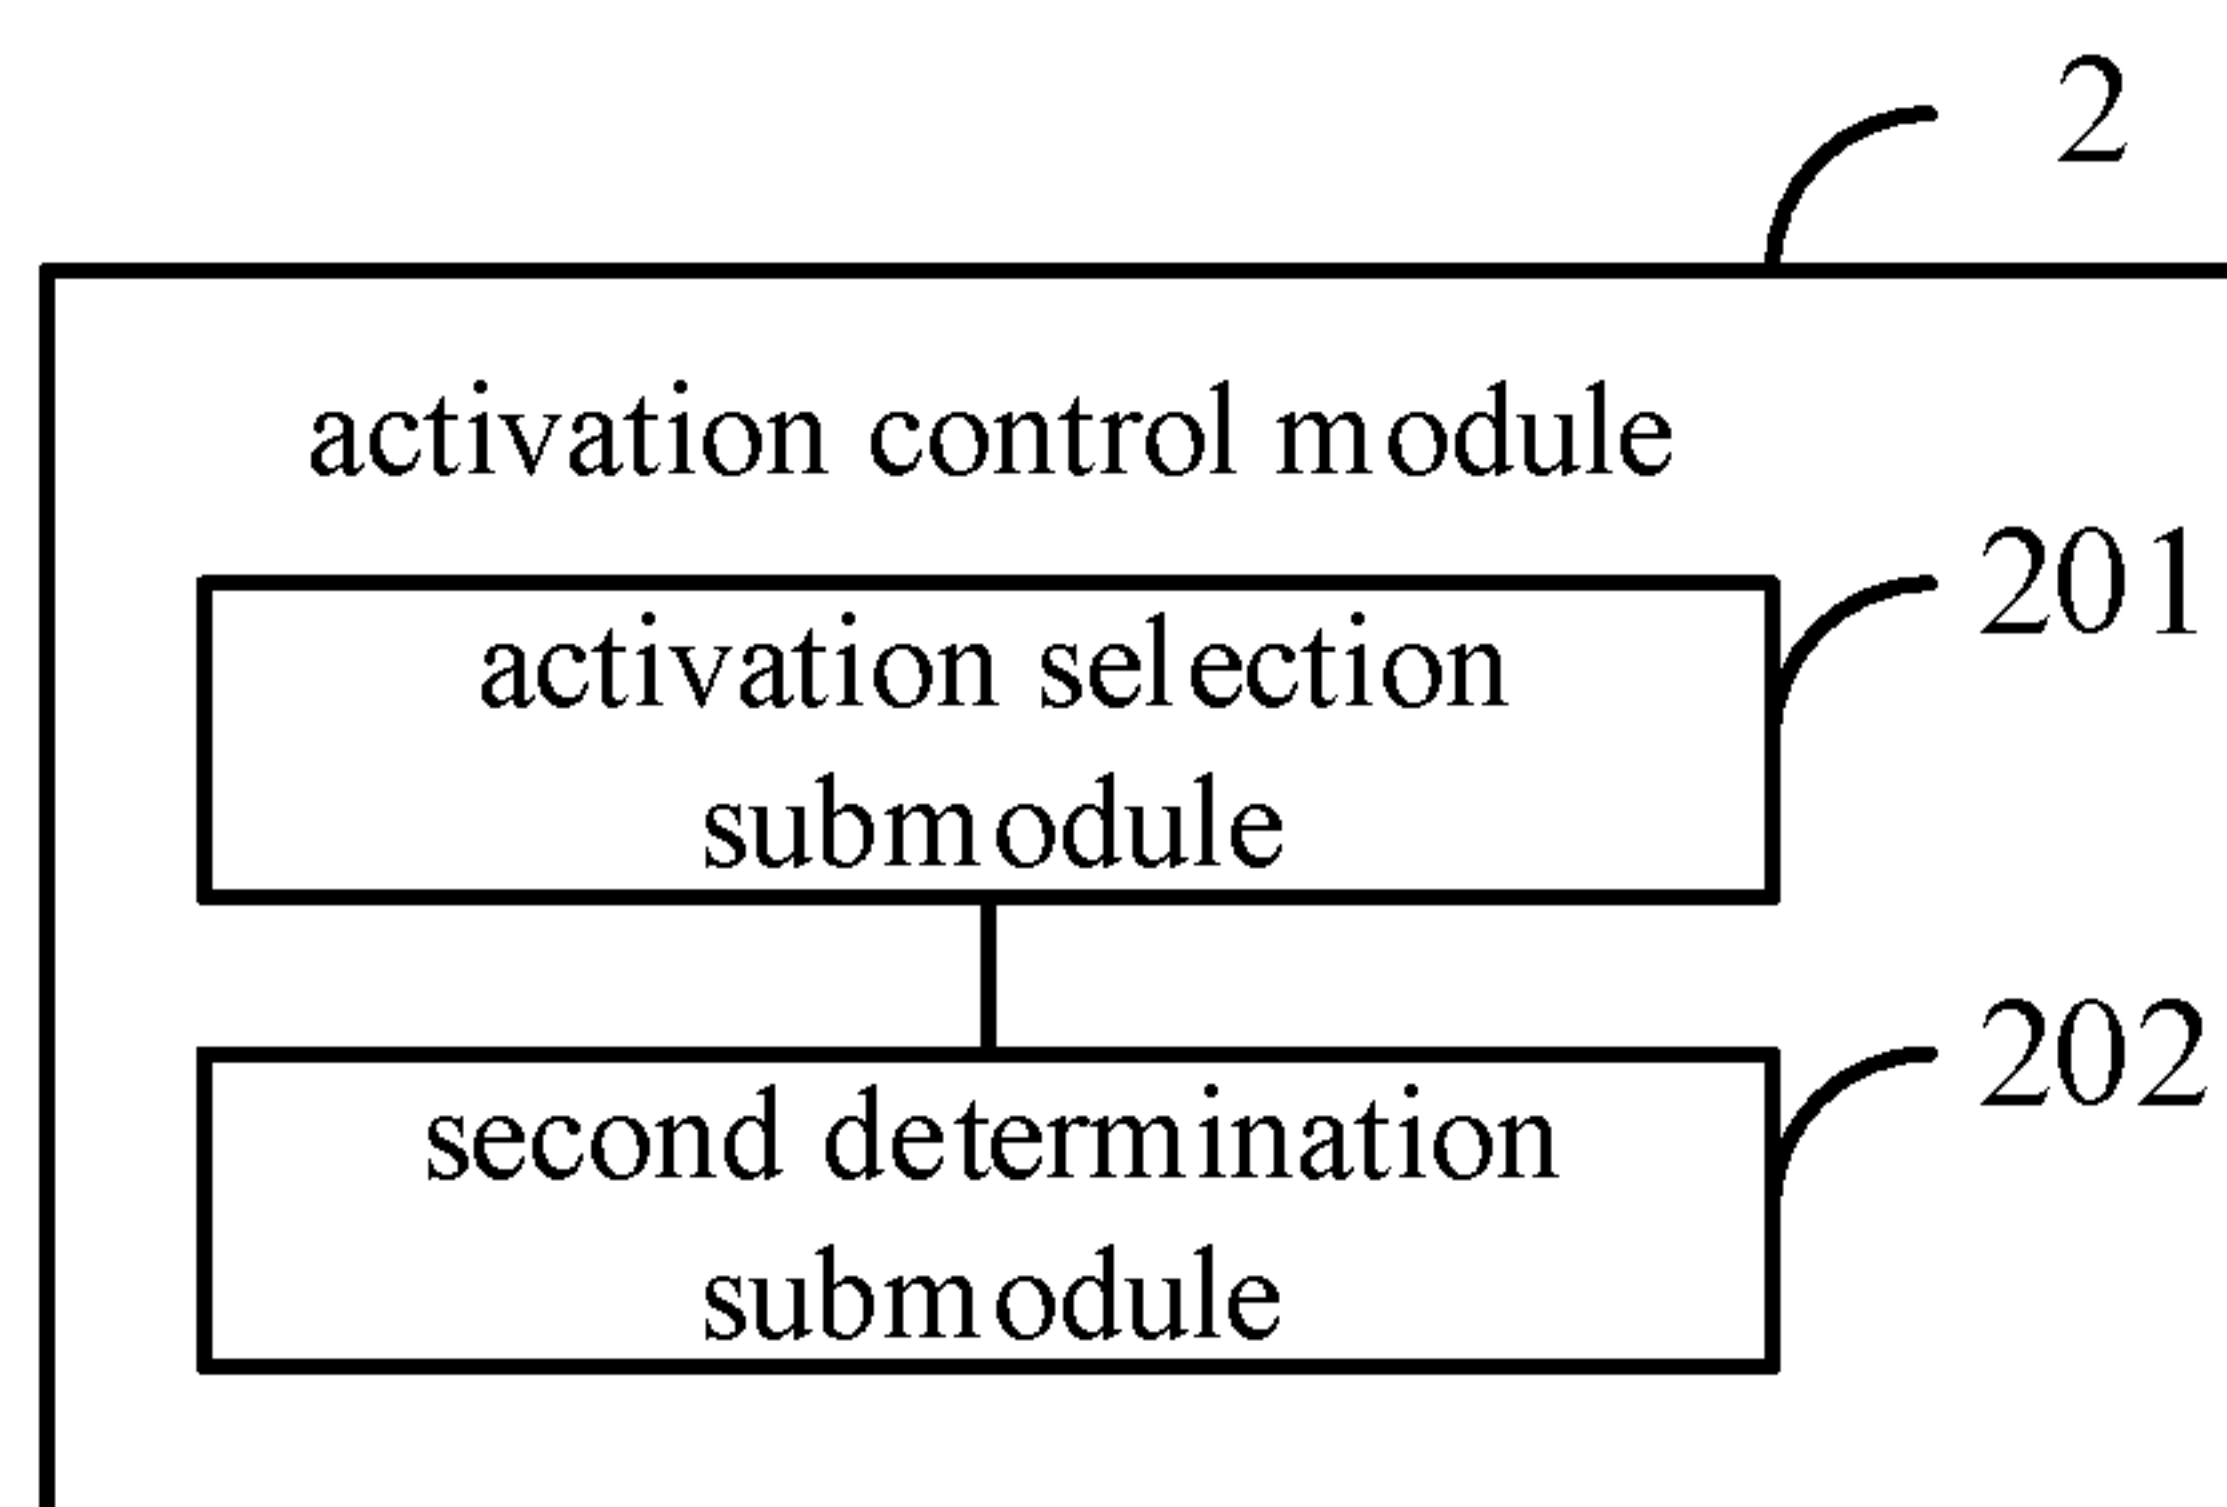 2
activation control module
201
activation selection
submodule
202
second determination
submodule